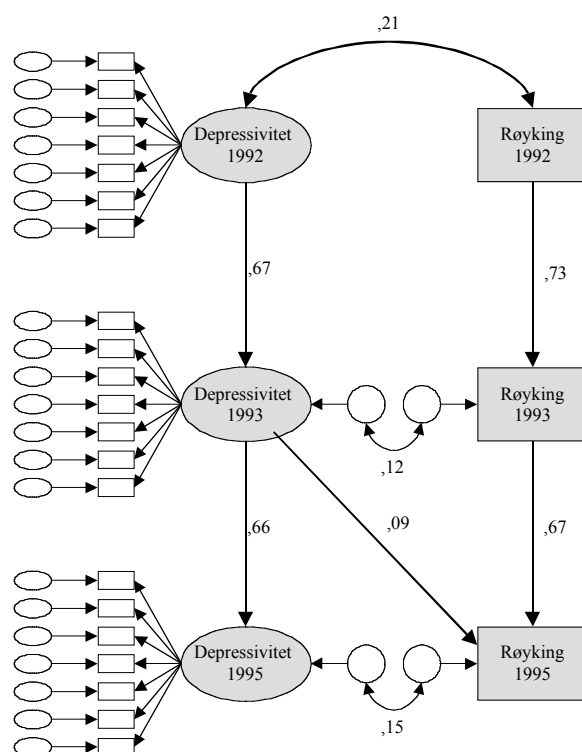 ,21
Depressivitet
1992
Røyking
1992
,67
,73
Depressivitet
1993
Røyking
1993
,12
,66
,09
,67
Depressivitet
1995
Røyking
1995
,15